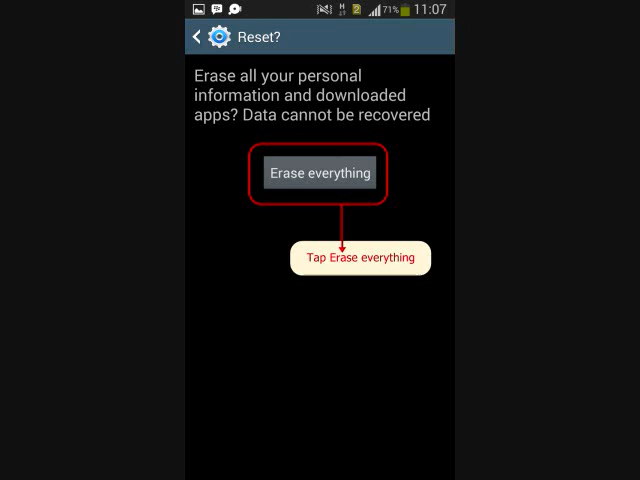 H 2 71% 11:07
Reset?
Erase all your personal
information and downloaded
apps? Data cannot be recovered
Erase everything
Tap Erase everything